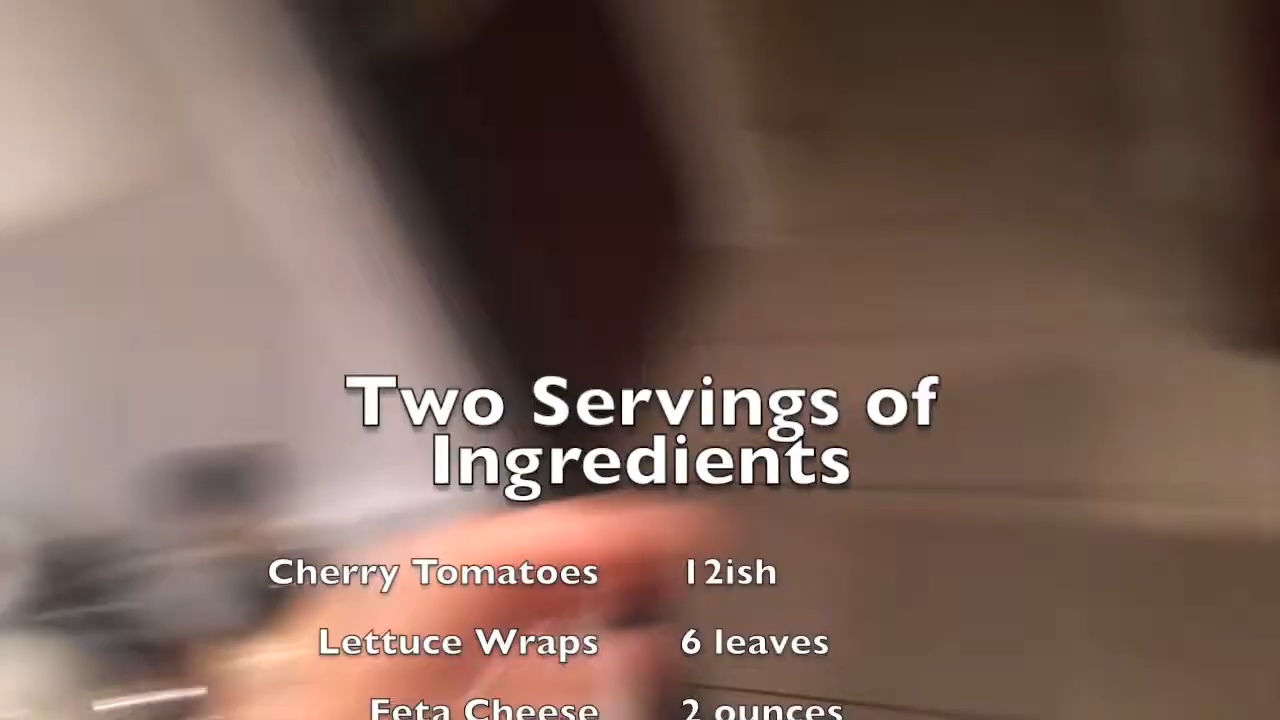 Two Servings of
Ingredients
Cherry Tomatoes 12ish
Lettuce Wraps 6 leaves
Feta Cheese 2 ounces